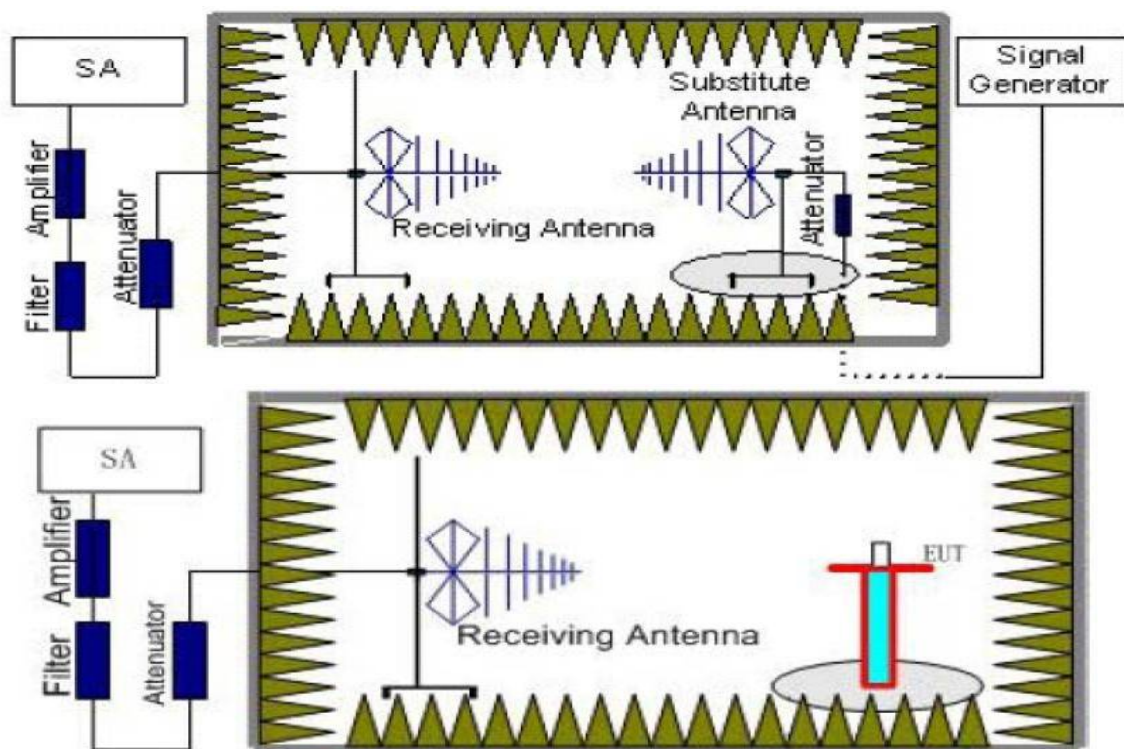 SA
Signal
Generator
Substitute
Antenna
Amplifier
Attenuator
Attenuator
Receiving Antenna
Filter
SA
Amplifier
EUT
Attenuator
Receiving Antenna
Filter